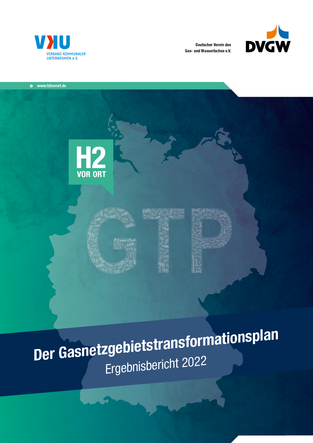 VKU
VERBAND KOMMUNALER
UNTERNEHMEN e.V.
Deutscher Verein des
Gas- und Wasserfaches e.V.
DVGW
www.h2vorort.de
H2
VOR ORT
GTP
Der Gasnetzgebietstransformationsplan
Ergebnisbericht 2022